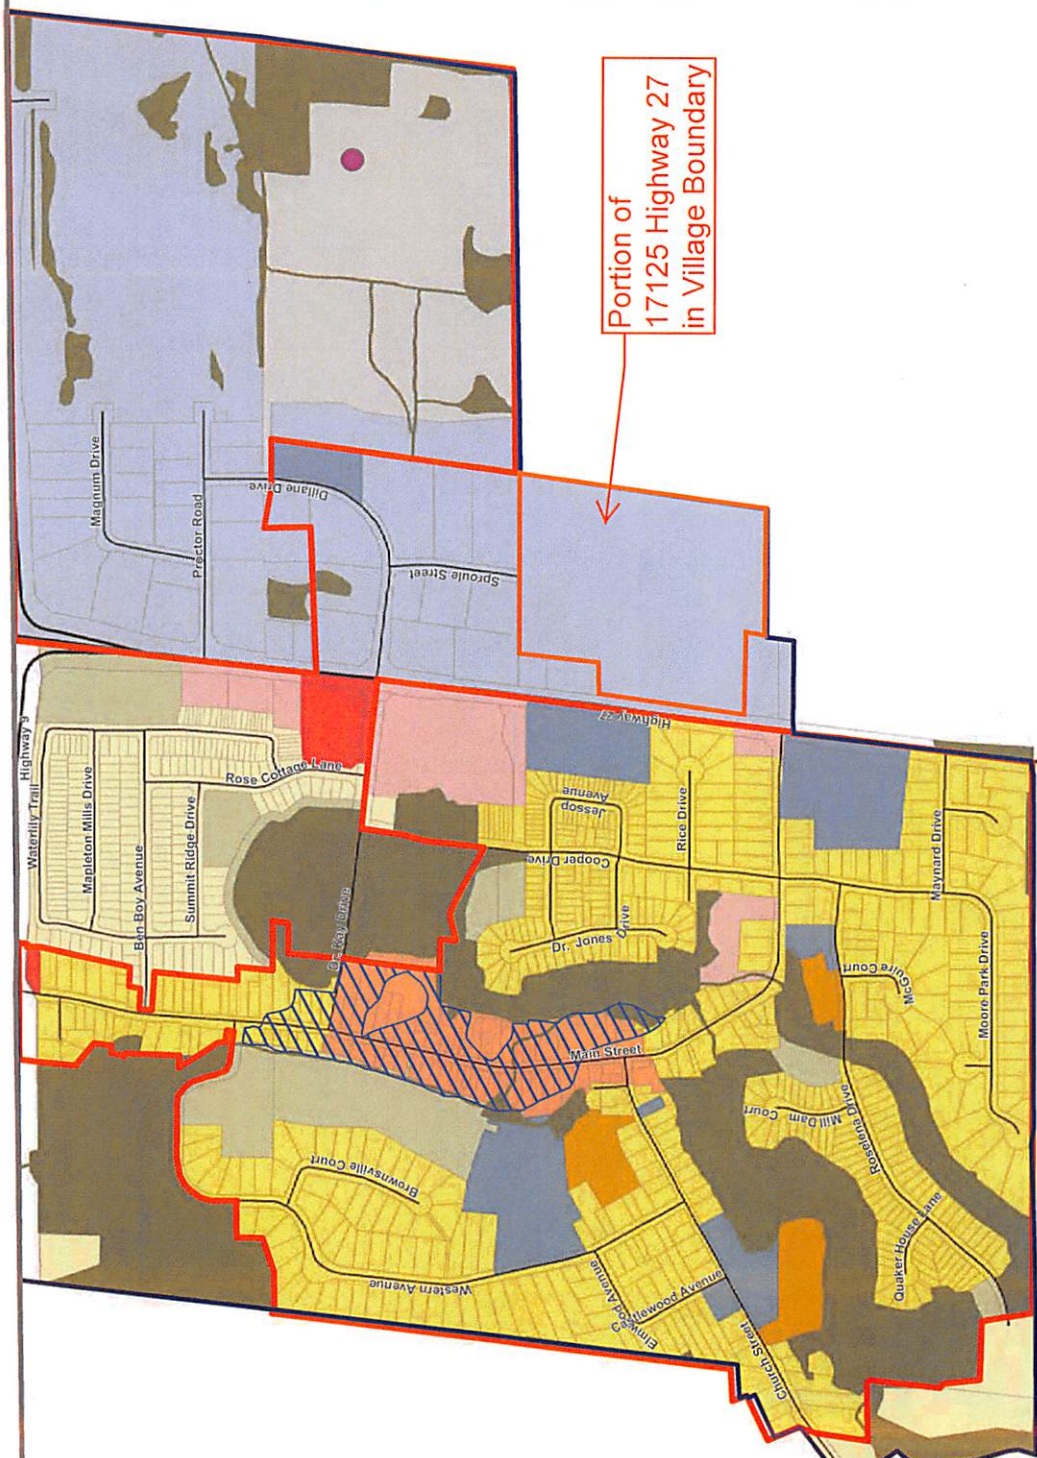 Portion of
17125 Highway 27
in Village Boundary
Magnum Drive
Proctor Road
Dillane Drive
Sproule Street
Highway 9
Highway 27
Waterlily Trail
Mapleton Mills Drive
Ben Boy Avenue
Summit Ridge Drive
Rose Cottage Lane
Dr. Kay Drive
Jessop
Avenue
Cooper Drive
Rice Drive
Dr. Jones Drive
Maynard Drive
McGuire Court
Moore Park Drive
Main Street
Mill Dam Court
Roselena Drive
Quaker House Lane
Brownsville Court
Western Avenue
Elmwood Avenue
Castlewood Avenue
Church Street